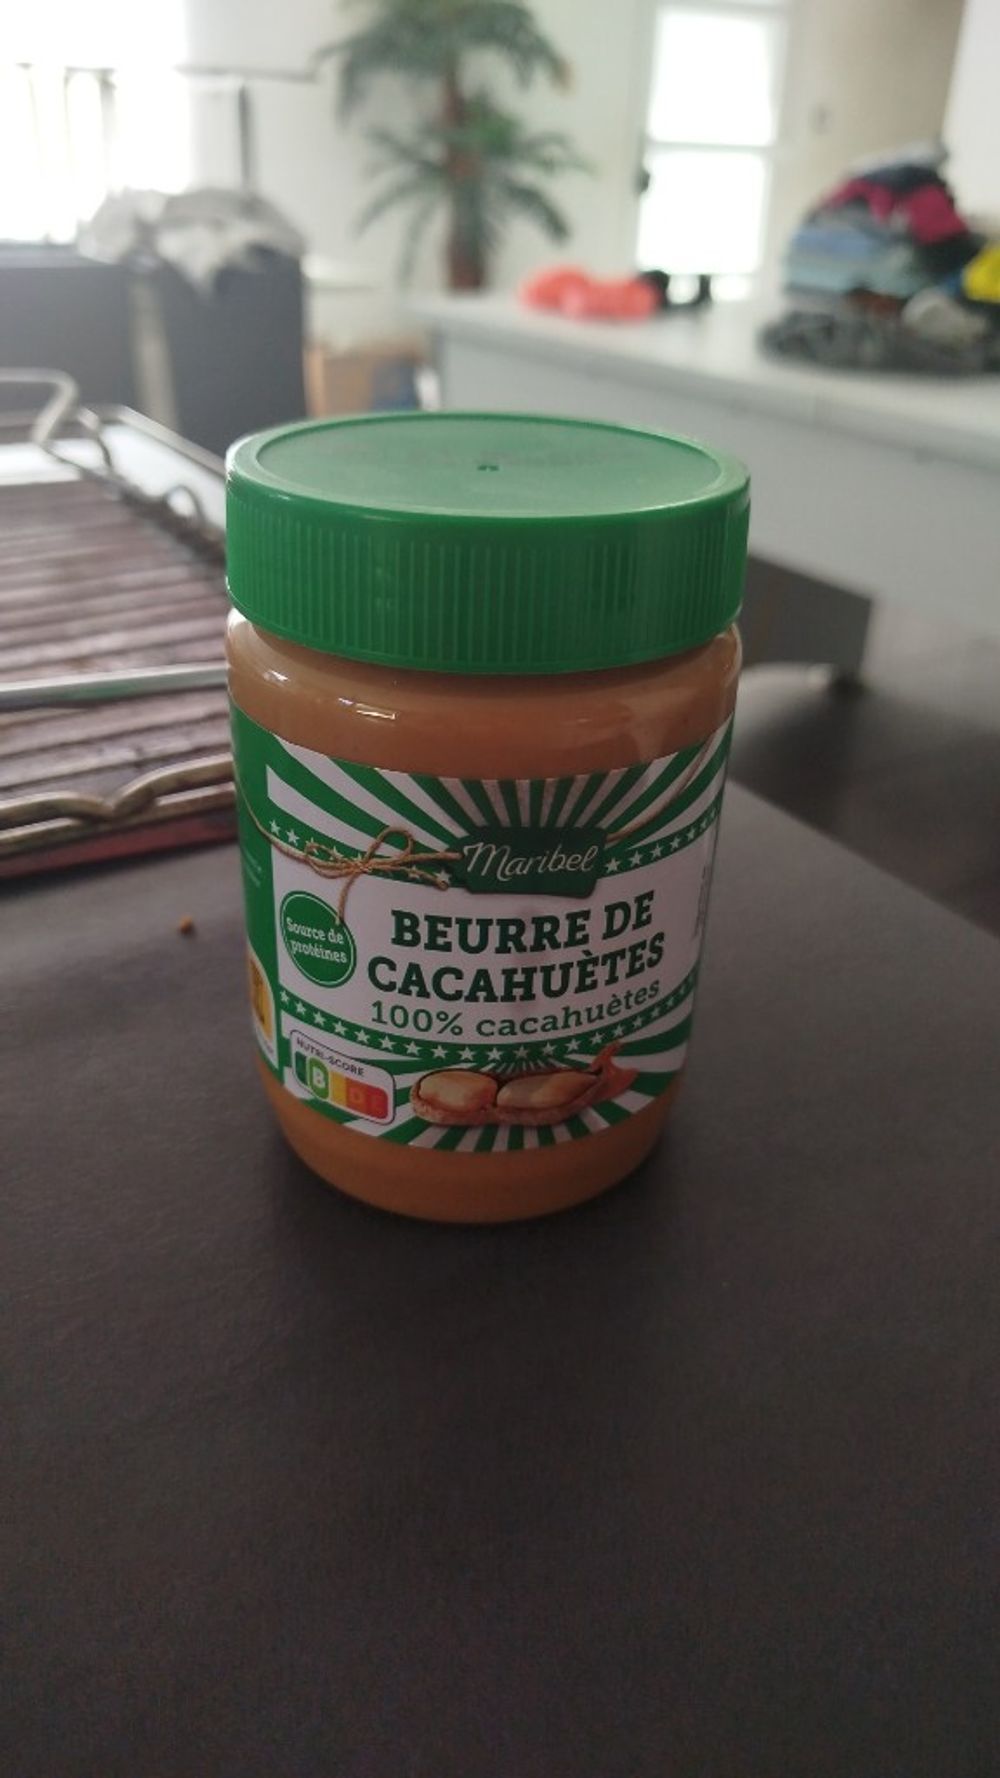 Maribel
BEURRE DE
CACAHUÈTES
100% cacahuètes
Source de
protéines
NUTRI-SCORE
B D E